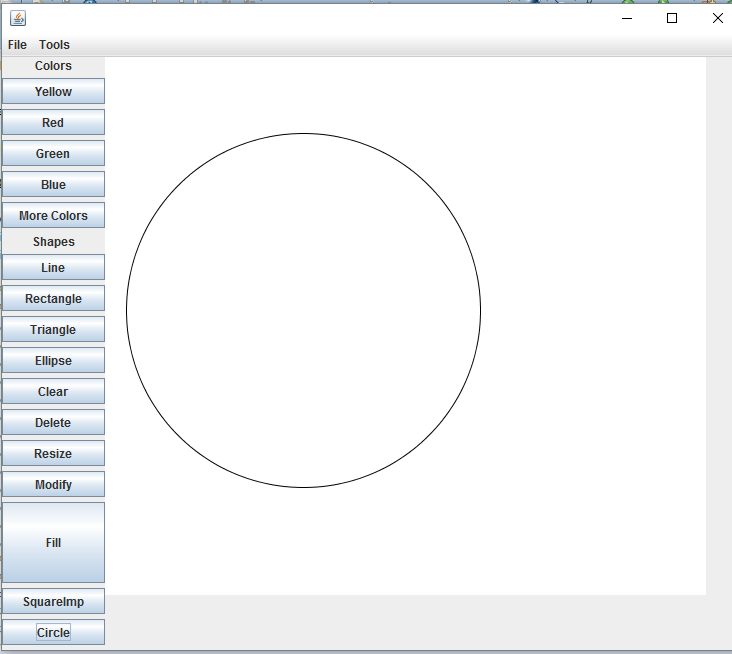 File Tools
Colors
Yellow
Red
Green
Blue
More Colors
Shapes
Line
Rectangle
Triangle
Ellipse
Clear
Delete
Resize
Modify
Fill
SquareImp
Circle